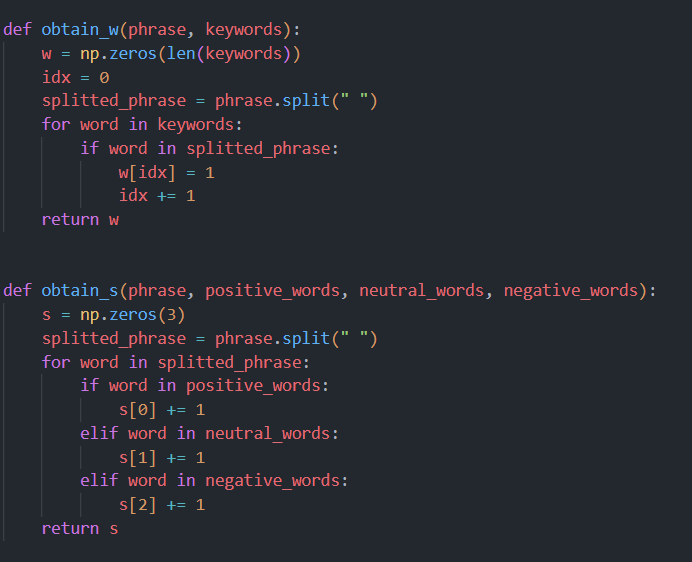 def obtain_w(phrase, keywords):
    w = np.zeros(len(keywords))
    idx = 0
    splitted_phrase = phrase.split(" ")
    for word in keywords:
        if word in splitted_phrase:
            w[idx] = 1
            idx += 1
    return w
def obtain_s(phrase, positive_words, neutral_words, negative_words):
    s = np.zeros(3)
    splitted_phrase = phrase.split(" ")
    for word in splitted_phrase:
        if word in positive_words:
            s[0] += 1
        elif word in neutral_words:
            s[1] += 1
        elif word in negative_words:
            s[2] += 1
    return s